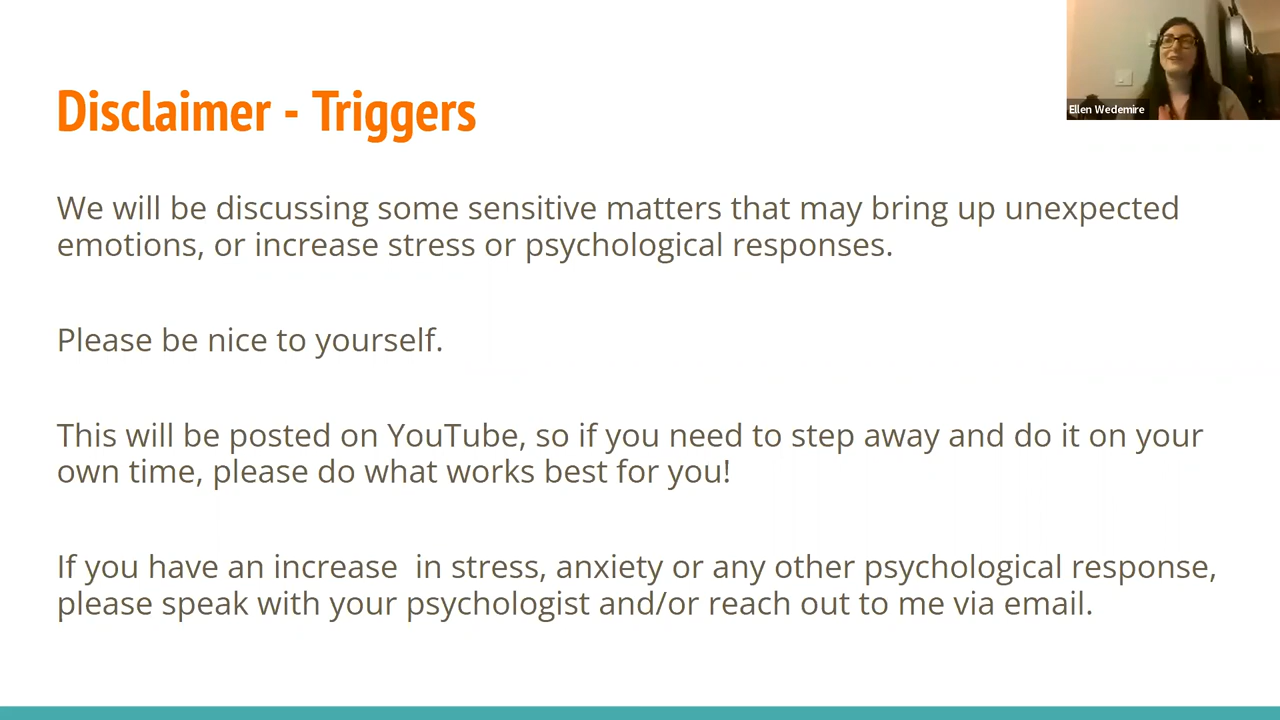 Disclaimer - Triggers
Ellen Wedemire
We will be discussing some sensitive matters that may bring up unexpected
emotions, or increase stress or psychological responses.
Please be nice to yourself.
This will be posted on YouTube, so if you need to step away and do it on your
own time, please do what works best for you!
If you have an increase  in stress, anxiety or any other psychological response,
please speak with your psychologist and/or reach out to me via email.